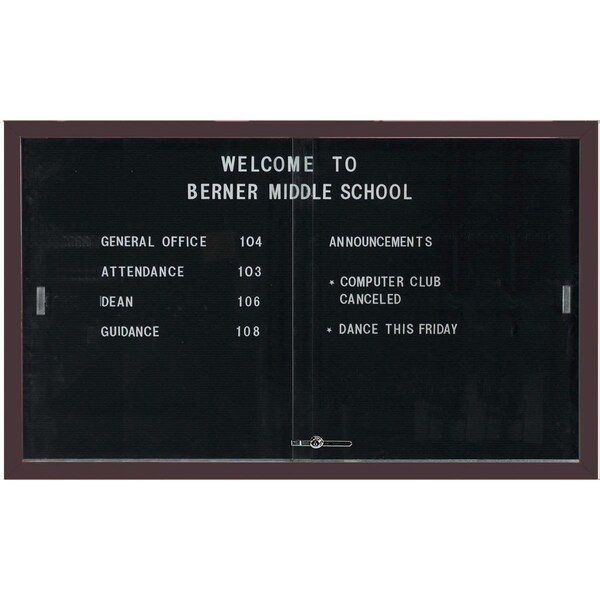 WELCOME TO
BERNER MIDDLE SCHOOL
GENERAL OFFICE 104
ATTENDANCE 103
DEAN 106
GUIDANCE 108
ANNOUNCEMENTS
* COMPUTER CLUB
CANCELED
* DANCE THIS FRIDAY